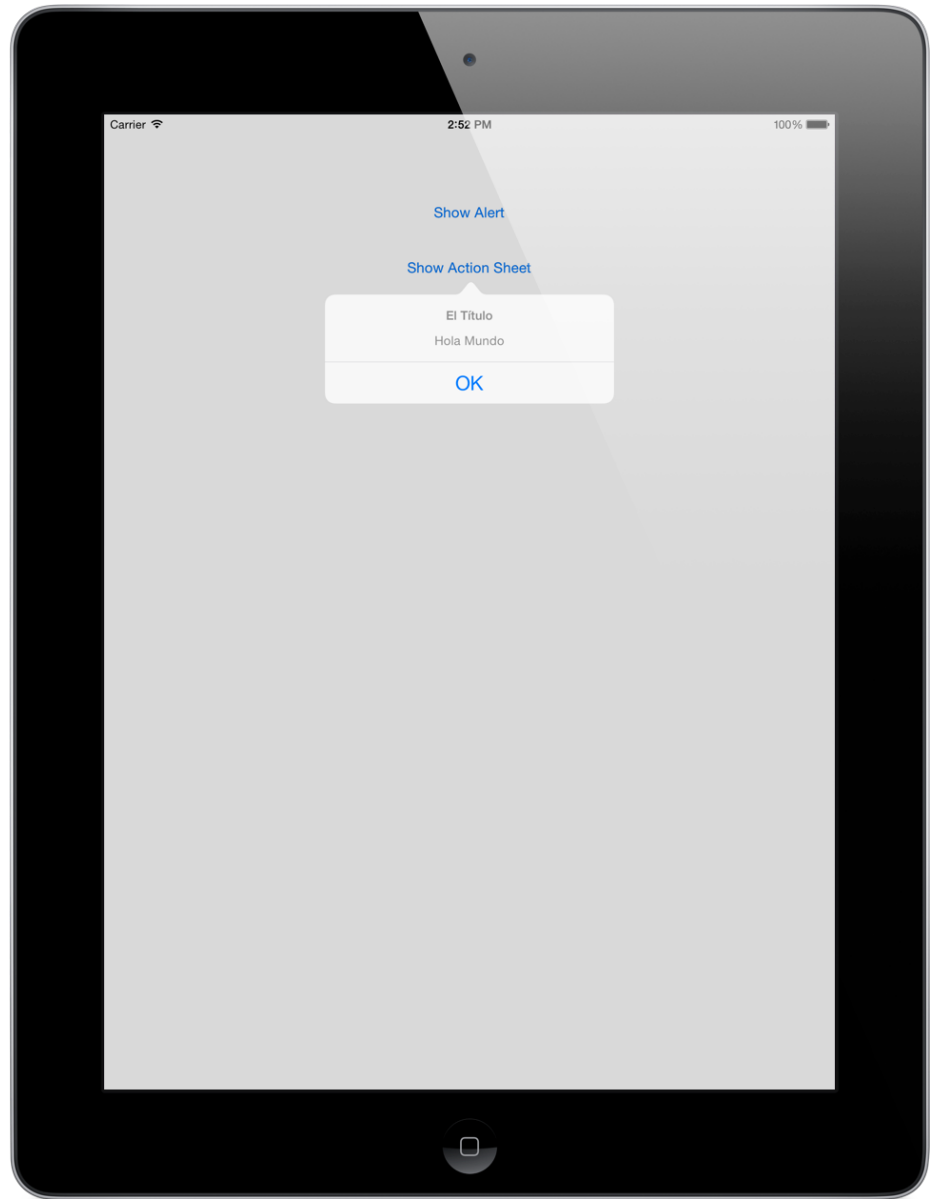 Carrier 2:52 PM 100%
Show Alert
Show Action Sheet
El Título
Hola Mundo
OK